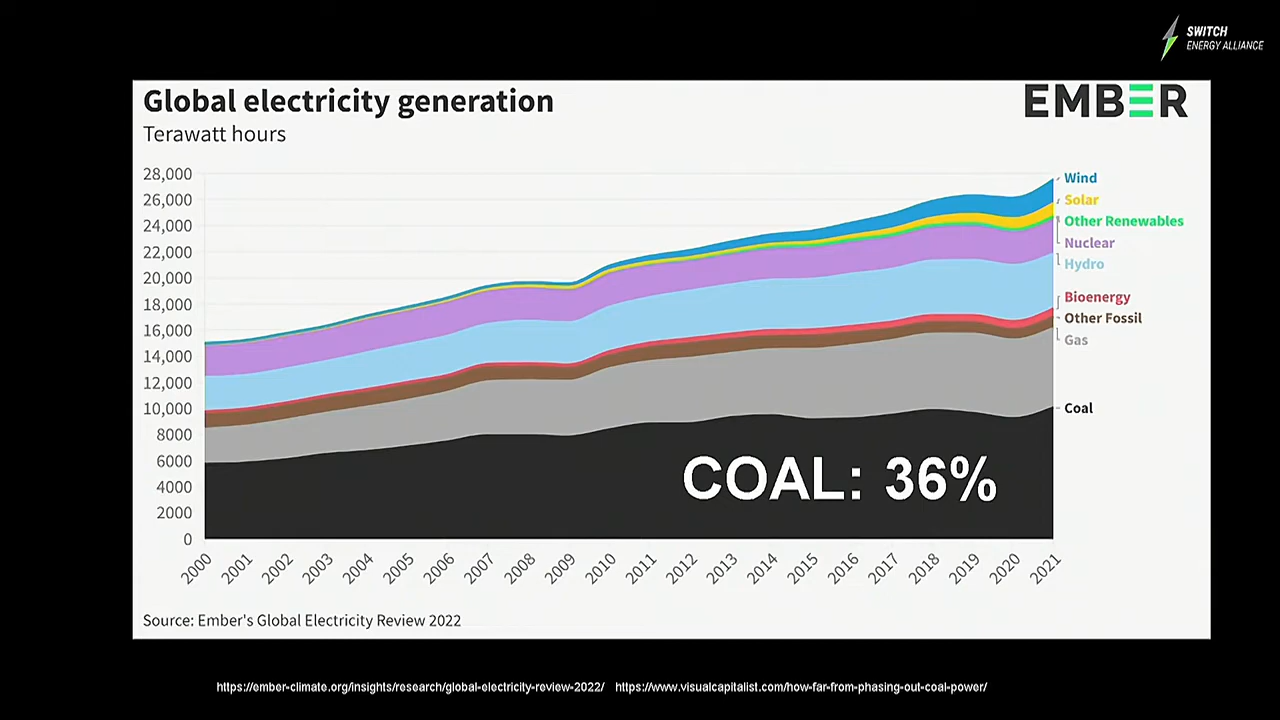 SWITCH
ENERGY ALLIANCE
Global electricity generation
EMBER
Terawatt hours
28,000
26,000
24,000
22,000
20,000
18,000
16,000
14,000
12,000
10,000
8000
6000
4000
2000
0
Wind
Solar
Other Renewables
Nuclear
Hydro
Bioenergy
Other Fossil
Gas
Coal
COAL: 36%
2000 2001 2002 2003 2004 2005 2006 2007 2008 2009 2010 2011 2012 2013 2014 2015 2016 2017 2018 2019 2020 2021
Source: Ember's Global Electricity Review 2022
https://ember-climate.org/insights/research/global-electricity-review-2022/ https://www.visualcapitalist.com/how-far-from-phasing-out-coal-power/